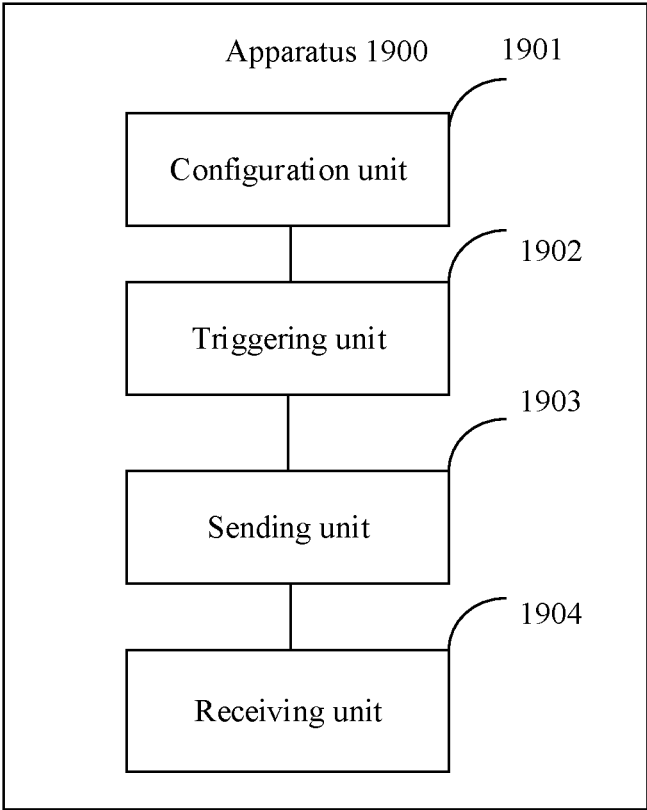 Apparatus 1900
1901
Configuration unit
1902
Triggering unit
1903
Sending unit
1904
Receiving unit